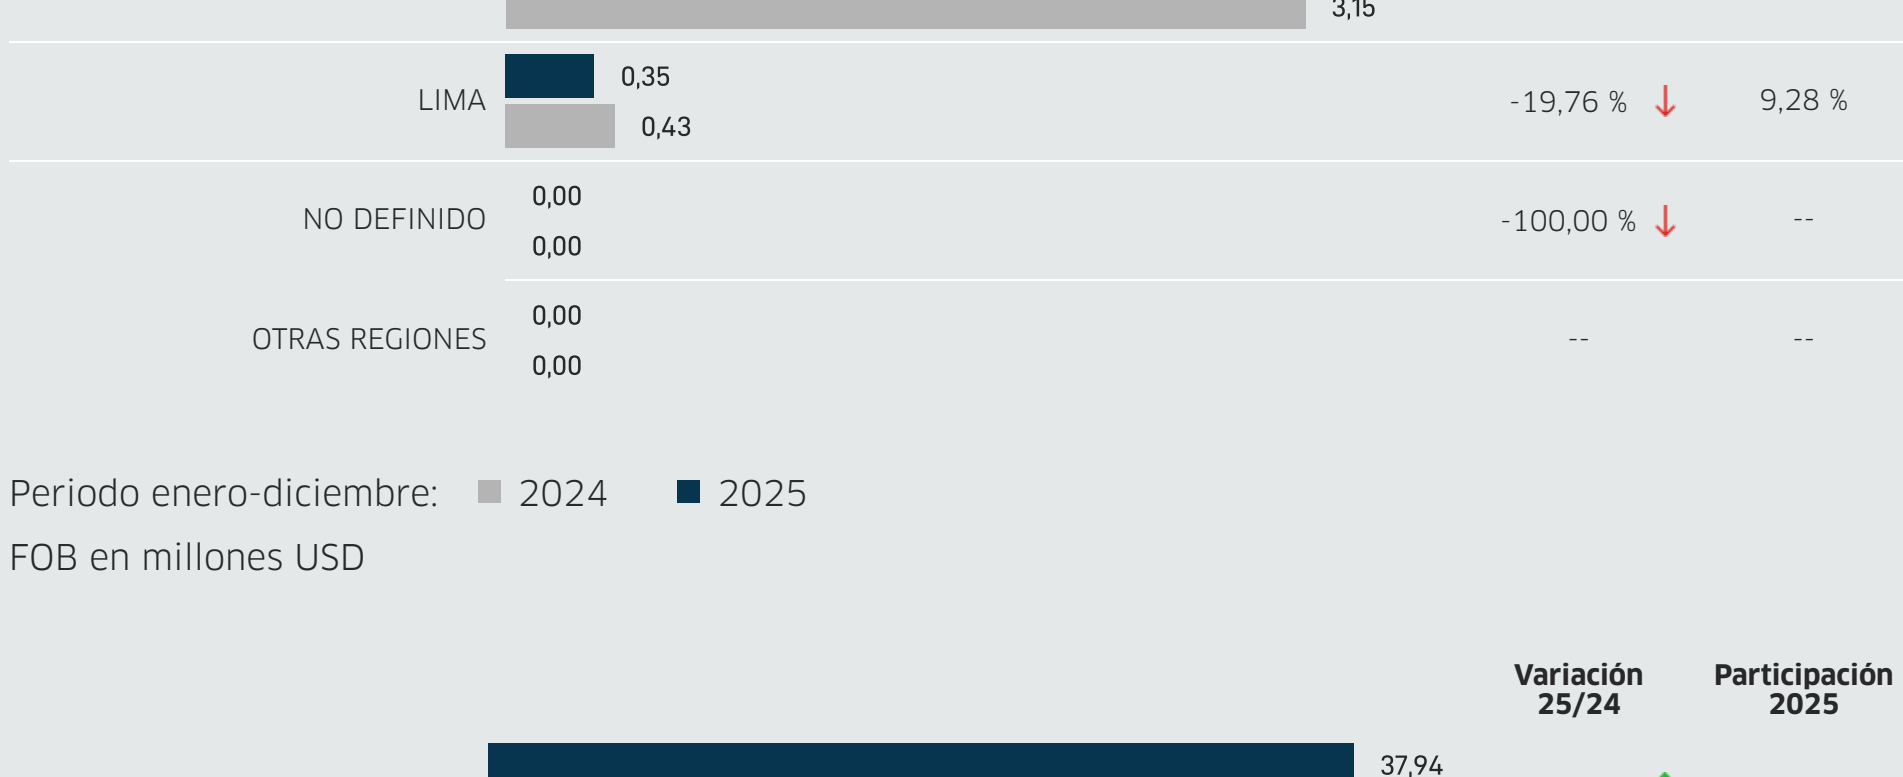 3,15
LIMA 0,35 -19,76 % 9,28 %
0,43
NO DEFINIDO 0,00 -100,00 % --
0,00
OTRAS REGIONES 0,00 -- --
0,00
Periodo enero-diciembre: 2024 2025
FOB en millones USD
Variación Participación
25/24 2025
37,94